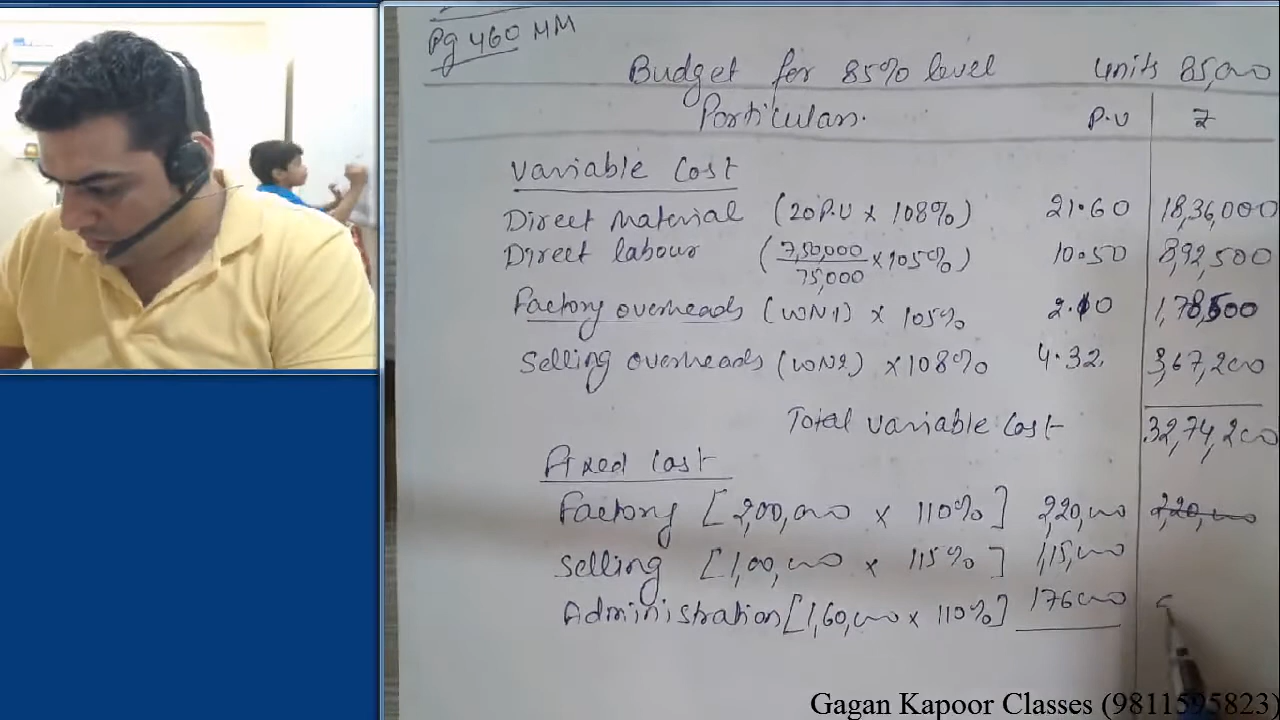 Pg 460 MM
Budget for 85% level Units 85,000
Particulars. P.U ₹
Variable Cost
Direct Material (20 P.U x 108%) 21.60 18,36,000
Direct labour (7,50,000/75,000 x 105%) 10.50 8,92,500
Factory overheads (WN1) x 105% 2.10 1,78,500
Selling overheads (WN2) x 108% 4.32 3,67,200
Total Variable Cost 32,74,200
Fixed Cost
Factory [2,00,000 x 110%] 2,20,000 2,20,000
Selling [1,00,000 x 115%] 1,15,000
Administration [1,60,000 x 110%] 176000
Gagan Kapoor Classes (9811595823)